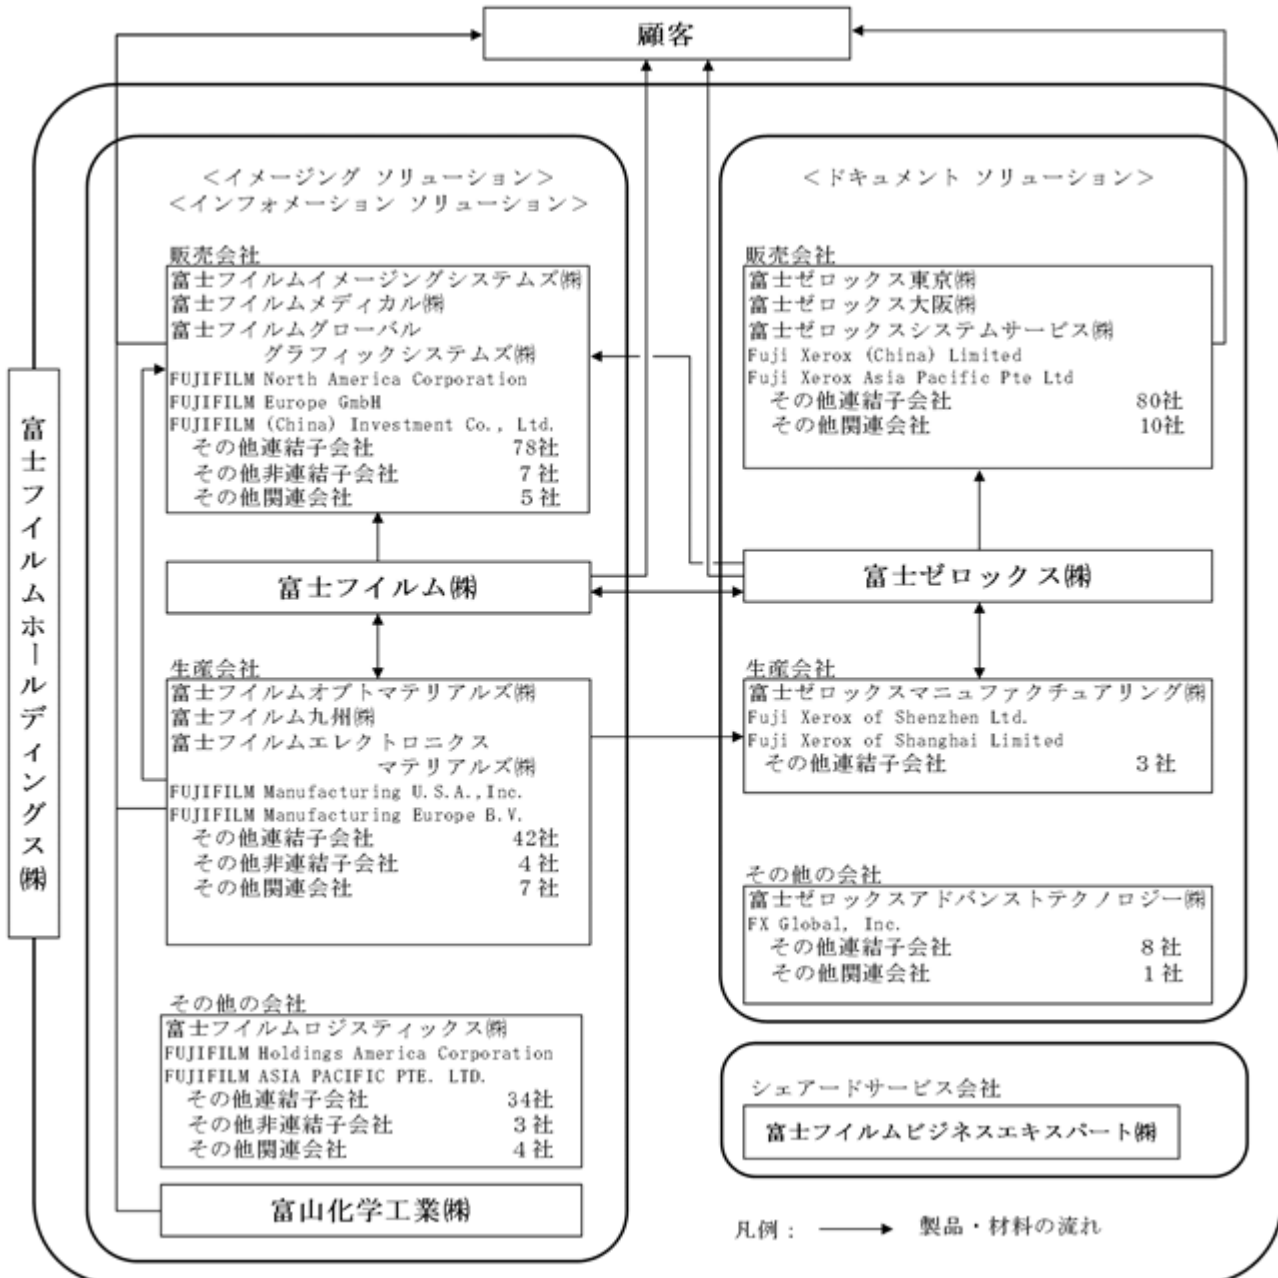 顧客
富士フイルムホールディングス㈱
＜イメージング ソリューション＞
＜インフォメーション ソリューション＞
販売会社
富士フイルムイメージングシステムズ㈱
富士フイルムメディカル㈱
富士フイルムグローバル
グラフィックシステムズ㈱
FUJIFILM North America Corporation
FUJIFILM Europe GmbH
FUJIFILM (China) Investment Co., Ltd.
その他連結子会社 78社
その他非連結子会社 7社
その他関連会社 5社
富士フイルム㈱
生産会社
富士フイルムオプトマテリアルズ㈱
富士フイルム九州㈱
富士フイルムエレクトロニクス
マテリアルズ㈱
FUJIFILM Manufacturing U.S.A.,Inc.
FUJIFILM Manufacturing Europe B.V.
その他連結子会社 42社
その他非連結子会社 4社
その他関連会社 7社
その他の会社
富士フイルムロジスティックス㈱
FUJIFILM Holdings America Corporation
FUJIFILM ASIA PACIFIC PTE. LTD.
その他連結子会社 34社
その他非連結子会社 3社
その他関連会社 4社
富山化学工業㈱
＜ドキュメント ソリューション＞
販売会社
富士ゼロックス東京㈱
富士ゼロックス大阪㈱
富士ゼロックスシステムサービス㈱
Fuji Xerox (China) Limited
Fuji Xerox Asia Pacific Pte Ltd
その他連結子会社 80社
その他関連会社 10社
富士ゼロックス㈱
生産会社
富士ゼロックスマニュファクチュアリング㈱
Fuji Xerox of Shenzhen Ltd.
Fuji Xerox of Shanghai Limited
その他連結子会社 3社
その他の会社
富士ゼロックスアドバンストテクノロジー㈱
FX Global, Inc.
その他連結子会社 8社
その他関連会社 1社
シェアードサービス会社
富士フイルムビジネスエキスパート㈱
凡例： 製品・材料の流れ